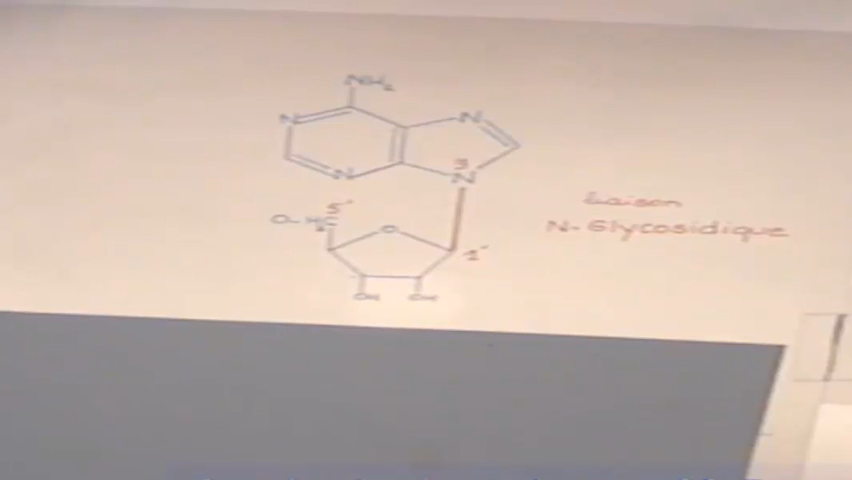 NH2
N
N
N
9
N
liaison
N-Glycosidique
5'
O-H2C
O
1'
OH
OH